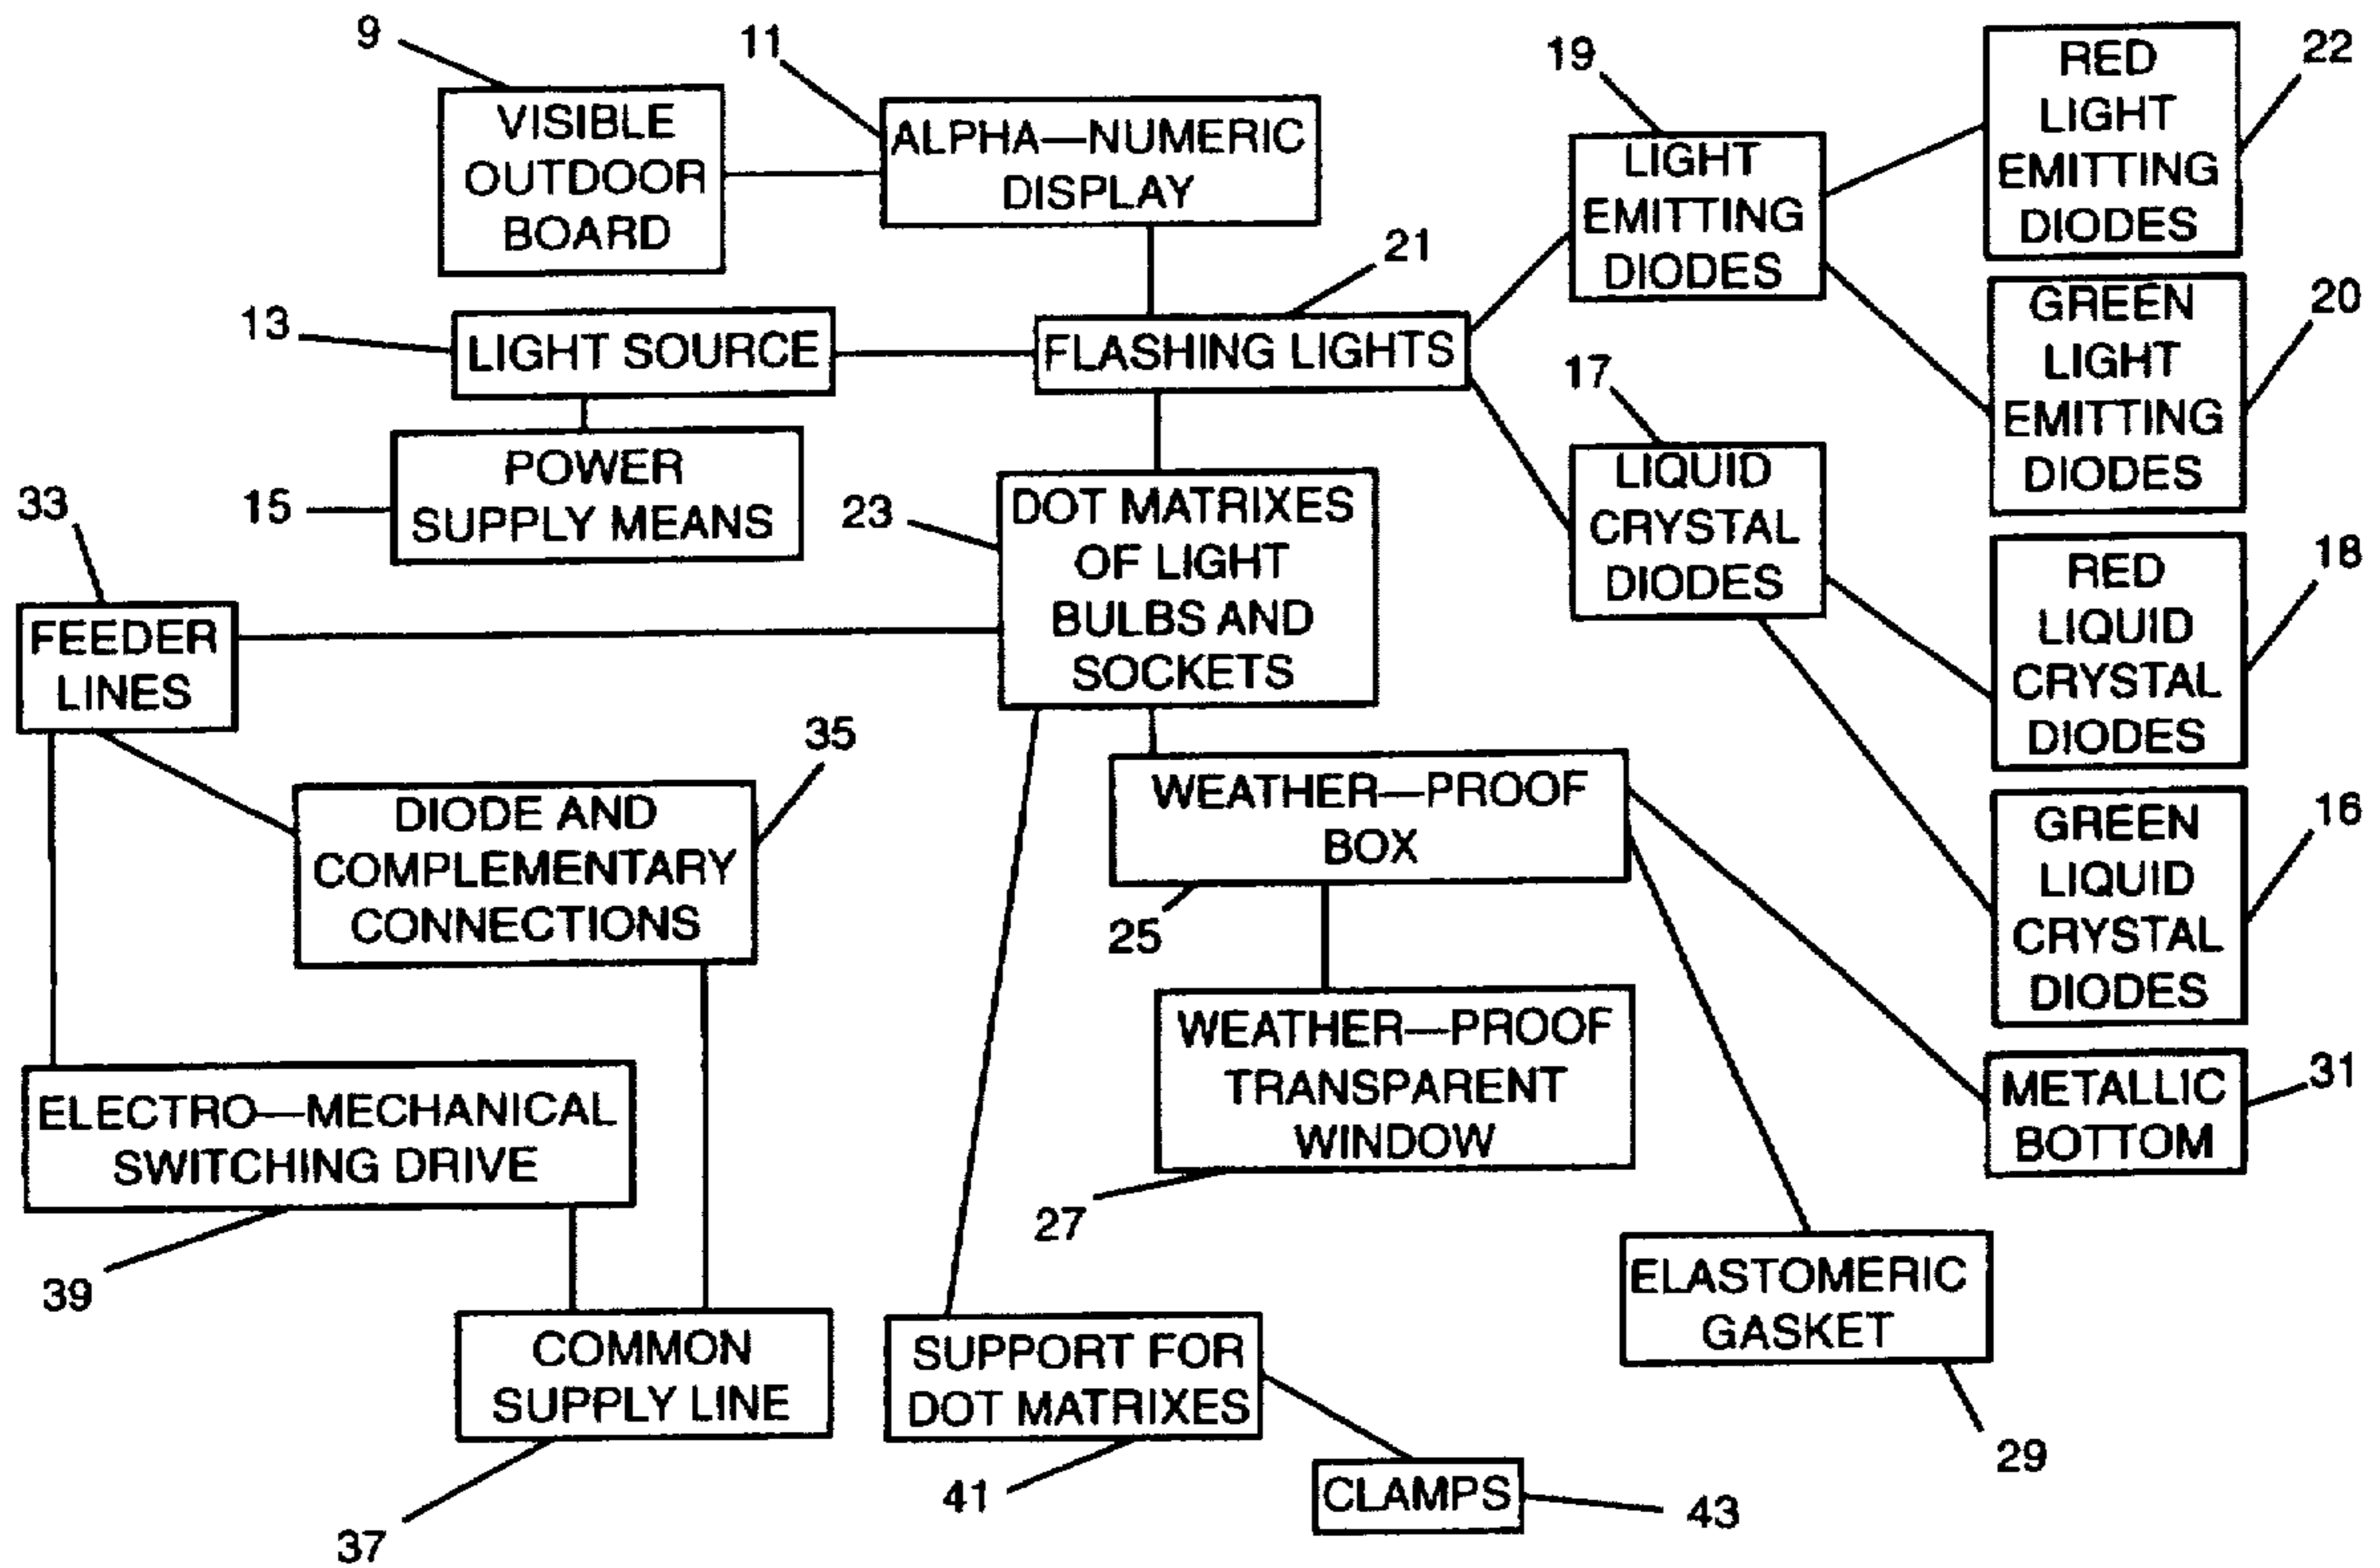 9
VISIBLE
OUTDOOR
BOARD
11
ALPHA—NUMERIC
DISPLAY
19
LIGHT
EMITTING
DIODES
RED
LIGHT
EMITTING
DIODES
22
13
LIGHT SOURCE
21
FLASHING LIGHTS
GREEN
LIGHT
EMITTING
DIODES
20
POWER
SUPPLY MEANS
15
17
LIQUID
CRYSTAL
DIODES
33
FEEDER
LINES
23
DOT MATRIXES
OF LIGHT
BULBS AND
SOCKETS
RED
LIQUID
CRYSTAL
DIODES
18
35
DIODE AND
COMPLEMENTARY
CONNECTIONS
WEATHER—PROOF
BOX
25
GREEN
LIQUID
CRYSTAL
DIODES
16
WEATHER—PROOF
TRANSPARENT
WINDOW
27
METALLIC
BOTTOM
31
ELECTRO—MECHANICAL
SWITCHING DRIVE
39
ELASTOMERIC
GASKET
29
COMMON
SUPPLY LINE
37
SUPPORT FOR
DOT MATRIXES
41
CLAMPS
43